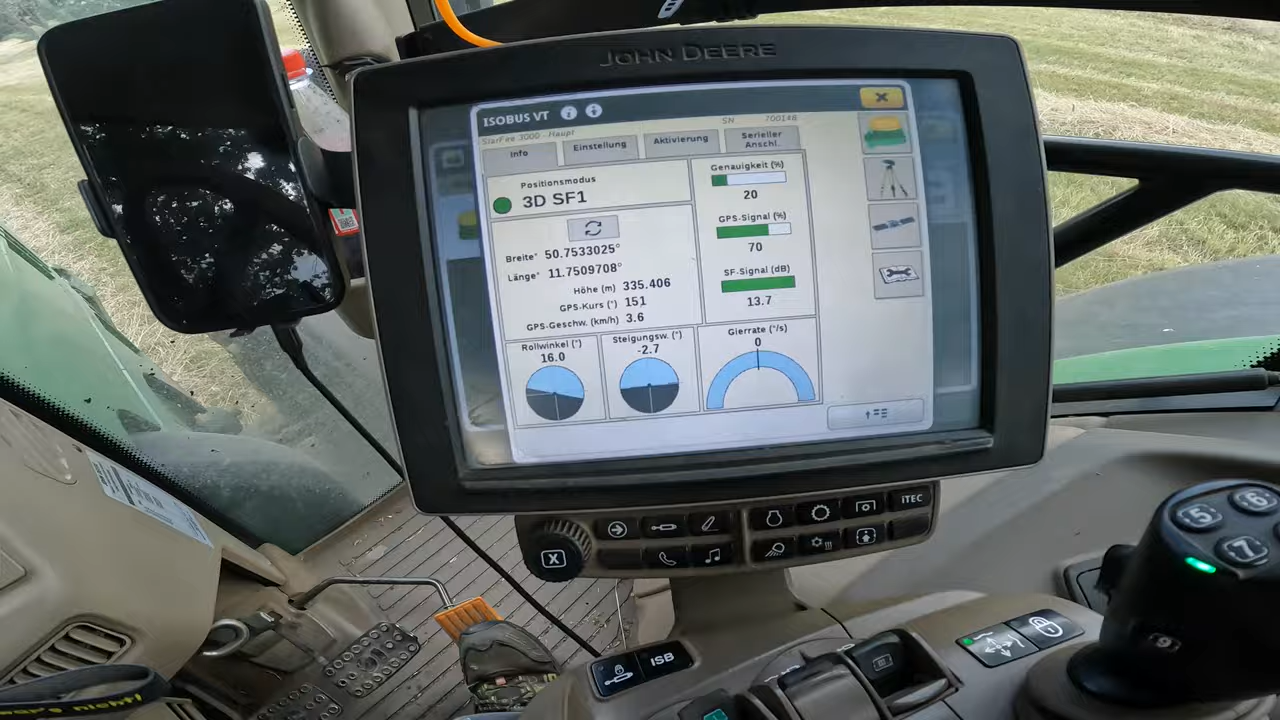 JOHN DEERE
ISOBUS VT
StarFee 3000 - Haupt
SN 700146
Info
Einstellung
Aktivierung
Serieller
Anschl.
Positionsmodus
3D SF1
Breite° 50.7533025°
Länge° 11.7509708°
Höhe (m) 335.406
GPS-Kurs (°) 151
GPS-Geschw. (km/h) 3.6
Genauigkeit (%)
20
GPS-Signal (%)
70
SF-Signal (dB)
13.7
Rollwinkel (°)
16.0
Steigungsw. (°)
-2.7
Gierrate (°/s)
0
iTEC
X
ISB
5
6
7
9